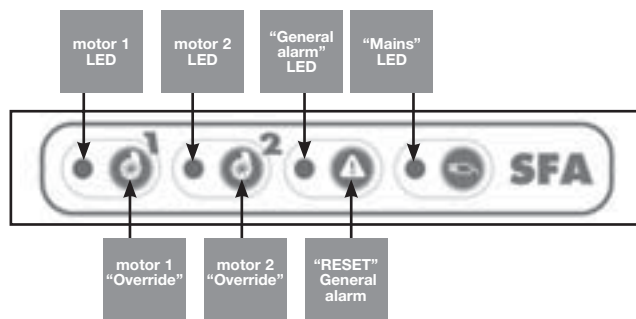 motor 1
LED
motor 2
LED
“General
alarm”
LED
“Mains”
LED
1
2
SFA
motor 1
“Override”
motor 2
“Override”
“RESET”
General
alarm